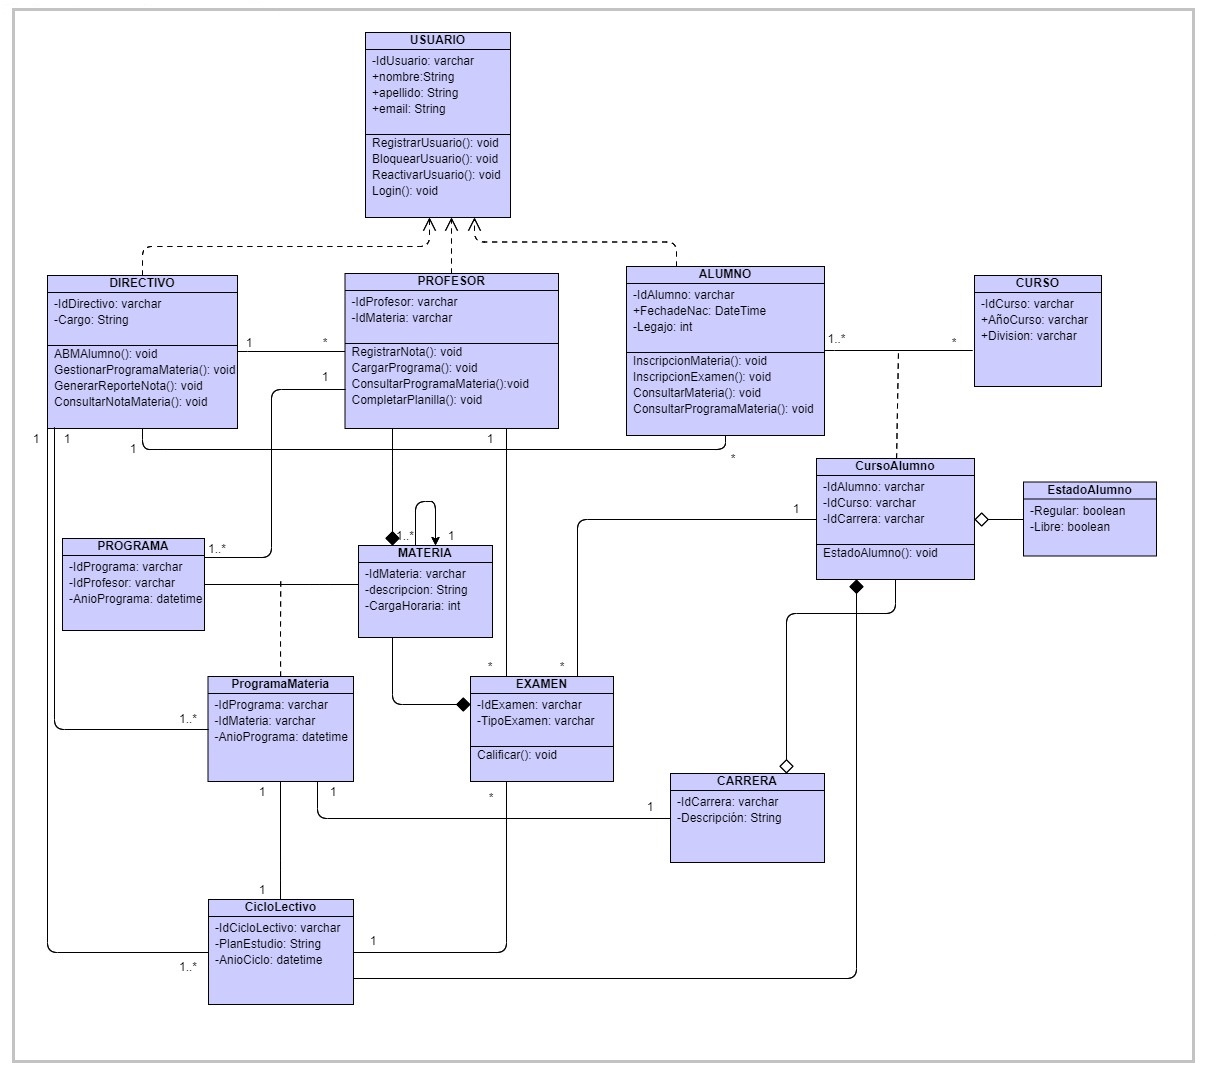 USUARIO
-IdUsuario: varchar
+nombre:String
+apellido: String
+email: String
RegistrarUsuario(): void
BloquearUsuario(): void
ReactivarUsuario(): void
Login(): void
DIRECTIVO
-IdDirectivo: varchar
-Cargo: String
ABMAlumno(): void
GestionarProgramaMateria(): void
GenerarReporteNota(): void
ConsultarNotaMateria(): void
1
*
PROFESOR
-IdProfesor: varchar
-IdMateria: varchar
RegistrarNota(): void
CargarPrograma(): void
ConsultarProgramaMateria():void
CompletarPlanilla(): void
1
ALUMNO
-IdAlumno: varchar
+FechadeNac: DateTime
-Legajo: int
InscripcionMateria(): void
InscripcionExamen(): void
ConsultarMateria(): void
ConsultarProgramaMateria(): void
1..*
*
CURSO
-IdCurso: varchar
+AñoCurso: varchar
+Division: varchar
1
1
1
1
*
CursoAlumno
-IdAlumno: varchar
-IdCurso: varchar
-IdCarrera: varchar
EstadoAlumno(): void
1
EstadoAlumno
-Regular: boolean
-Libre: boolean
PROGRAMA
-IdPrograma: varchar
-IdProfesor: varchar
-AnioPrograma: datetime
1..*
1..*
1
MATERIA
-IdMateria: varchar
-descripcion: String
-CargaHoraria: int
*
*
ProgramaMateria
-IdPrograma: varchar
-IdMateria: varchar
-AnioPrograma: datetime
1..*
EXAMEN
-IdExamen: varchar
-TipoExamen: varchar
Calificar(): void
1
1
*
1
CARRERA
-IdCarrera: varchar
-Descripción: String
1
CicloLectivo
-IdCicloLectivo: varchar
-PlanEstudio: String
-AnioCiclo: datetime
1
1..*